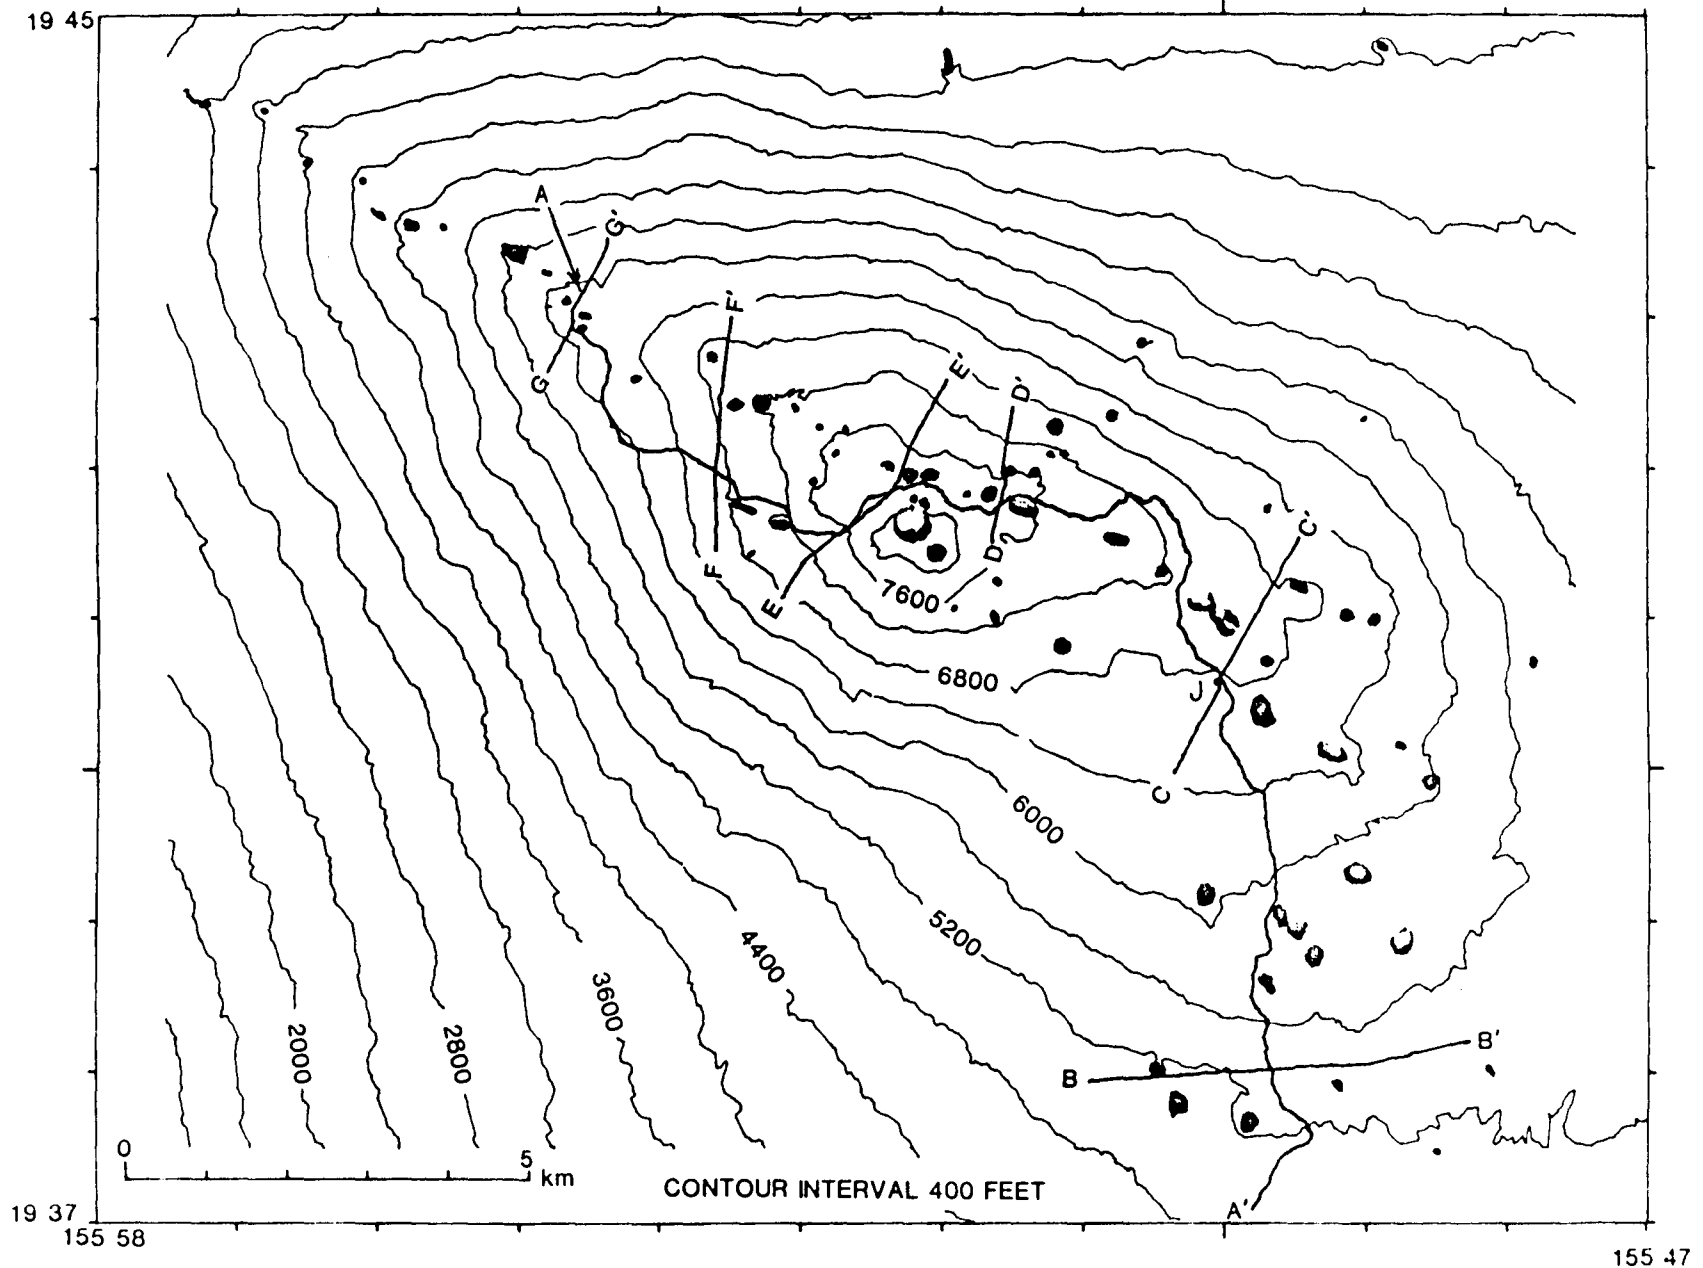 19 45
A
G'
F'
E'
D'
G
C'
F
D
E
7600
6800
J
C
6000
5200
4400
3600
2800
2000
B'
B
0
5
km
CONTOUR INTERVAL 400 FEET
A'
19 37
155 58
155 47